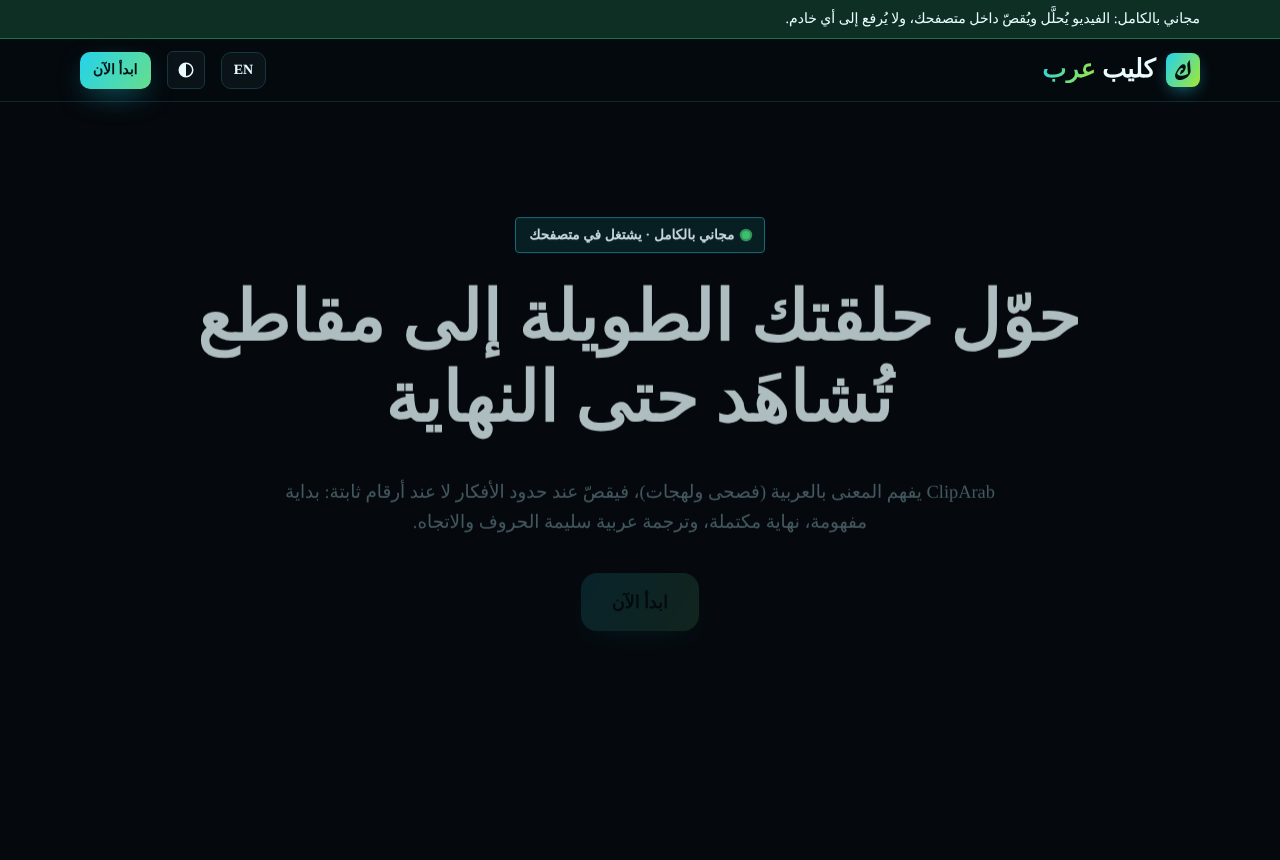 مجاني بالكامل: الفيديو يُحلَّل ويُقصّ داخل متصفحك، ولا يُرفع إلى أي خادم.
ك كليب عرب
EN
ابدأ الآن
مجاني بالكامل · يشتغل في متصفحك
حوّل حلقتك الطويلة إلى مقاطع
تُشاهَد حتى النهاية
ClipArab يفهم المعنى بالعربية (فصحى ولهجات)، فيقصّ عند حدود الأفكار لا عند أرقام ثابتة: بداية
مفهومة، نهاية مكتملة، وترجمة عربية سليمة الحروف والاتجاه.
ابدأ الآن